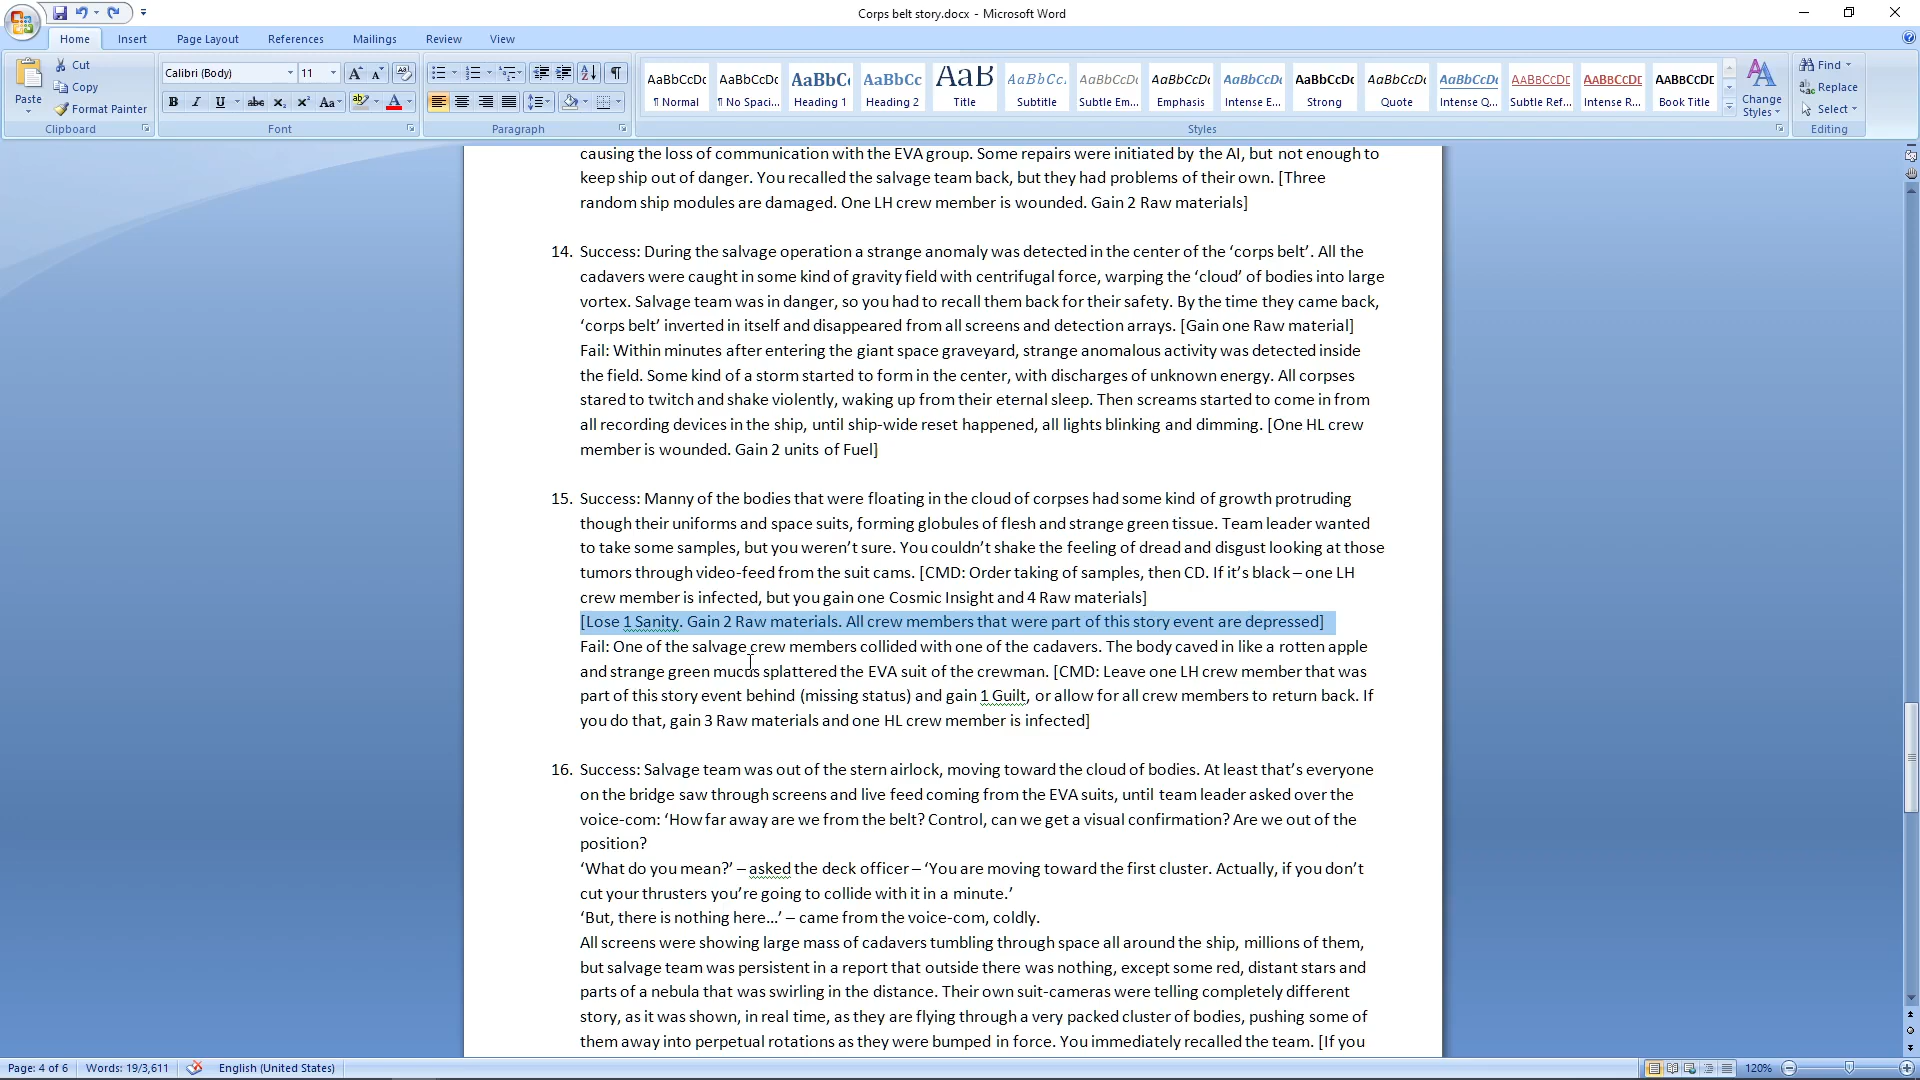 Corps belt story.docx - Microsoft Word
Home Insert Page Layout References Mailings Review View
Paste
Cut
Copy
Format Painter
Clipboard
Calibri (Body) 11
Font
Paragraph
AaBbCcDc AaBbCcDc AaBbC AaBbCc AaB AaBbCc. AaBbCcDc AaBbCcDc AaBbCcDc AaBbCcDc AaBbCcDc AaBbCcDc AaBbCcDc AaBbCcDc AaBbCcDc
¶ Normal ¶ No Spaci... Heading 1 Heading 2 Title Subtitle Subtle Em... Emphasis Intense E... Strong Quote Intense Q... Subtle Ref... Intense R... Book Title
Change Styles
Styles
Find
Replace
Select
Editing
causing the loss of communication with the EVA group. Some repairs were initiated by the AI, but not enough to
keep ship out of danger. You recalled the salvage team back, but they had problems of their own. [Three
random ship modules are damaged. One LH crew member is wounded. Gain 2 Raw materials]
14. Success: During the salvage operation a strange anomaly was detected in the center of the ‘corps belt’. All the
cadavers were caught in some kind of gravity field with centrifugal force, warping the ‘cloud’ of bodies into large
vortex. Salvage team was in danger, so you had to recall them back for their safety. By the time they came back,
‘corps belt’ inverted in itself and disappeared from all screens and detection arrays. [Gain one Raw material]
Fail: Within minutes after entering the giant space graveyard, strange anomalous activity was detected inside
the field. Some kind of a storm started to form in the center, with discharges of unknown energy. All corpses
stared to twitch and shake violently, waking up from their eternal sleep. Then screams started to come in from
all recording devices in the ship, until ship-wide reset happened, all lights blinking and dimming. [One HL crew
member is wounded. Gain 2 units of Fuel]
15. Success: Manny of the bodies that were floating in the cloud of corpses had some kind of growth protruding
though their uniforms and space suits, forming globules of flesh and strange green tissue. Team leader wanted
to take some samples, but you weren’t sure. You couldn’t shake the feeling of dread and disgust looking at those
tumors through video-feed from the suit cams. [CMD: Order taking of samples, then CD. If it’s black – one LH
crew member is infected, but you gain one Cosmic Insight and 4 Raw materials]
[Lose 1 Sanity. Gain 2 Raw materials. All crew members that were part of this story event are depressed]
Fail: One of the salvage crew members collided with one of the cadavers. The body caved in like a rotten apple
and strange green mucus splattered the EVA suit of the crewman. [CMD: Leave one LH crew member that was
part of this story event behind (missing status) and gain 1 Guilt, or allow for all crew members to return back. If
you do that, gain 3 Raw materials and one HL crew member is infected]
16. Success: Salvage team was out of the stern airlock, moving toward the cloud of bodies. At least that’s everyone
on the bridge saw through screens and live feed coming from the EVA suits, until team leader asked over the
voice-com: ‘How far away are we from the belt? Control, can we get a visual confirmation? Are we out of the
position?
‘What do you mean?’ – asked the deck officer – ‘You are moving toward the first cluster. Actually, if you don’t
cut your thrusters you’re going to collide with it in a minute.’
‘But, there is nothing here...’ – came from the voice-com, coldly.
All screens were showing large mass of cadavers tumbling through space all around the ship, millions of them,
but salvage team was persistent in a report that outside there was nothing, except some red, distant stars and
parts of a nebula that was swirling in the distance. Their own suit-cameras were telling completely different
story, as it was shown, in real time, as they are flying through a very packed cluster of bodies, pushing some of
them away into perpetual rotations as they were bumped in force. You immediately recalled the team. [If you
Page: 4 of 6 Words: 19/3,611 English (United States) 120%